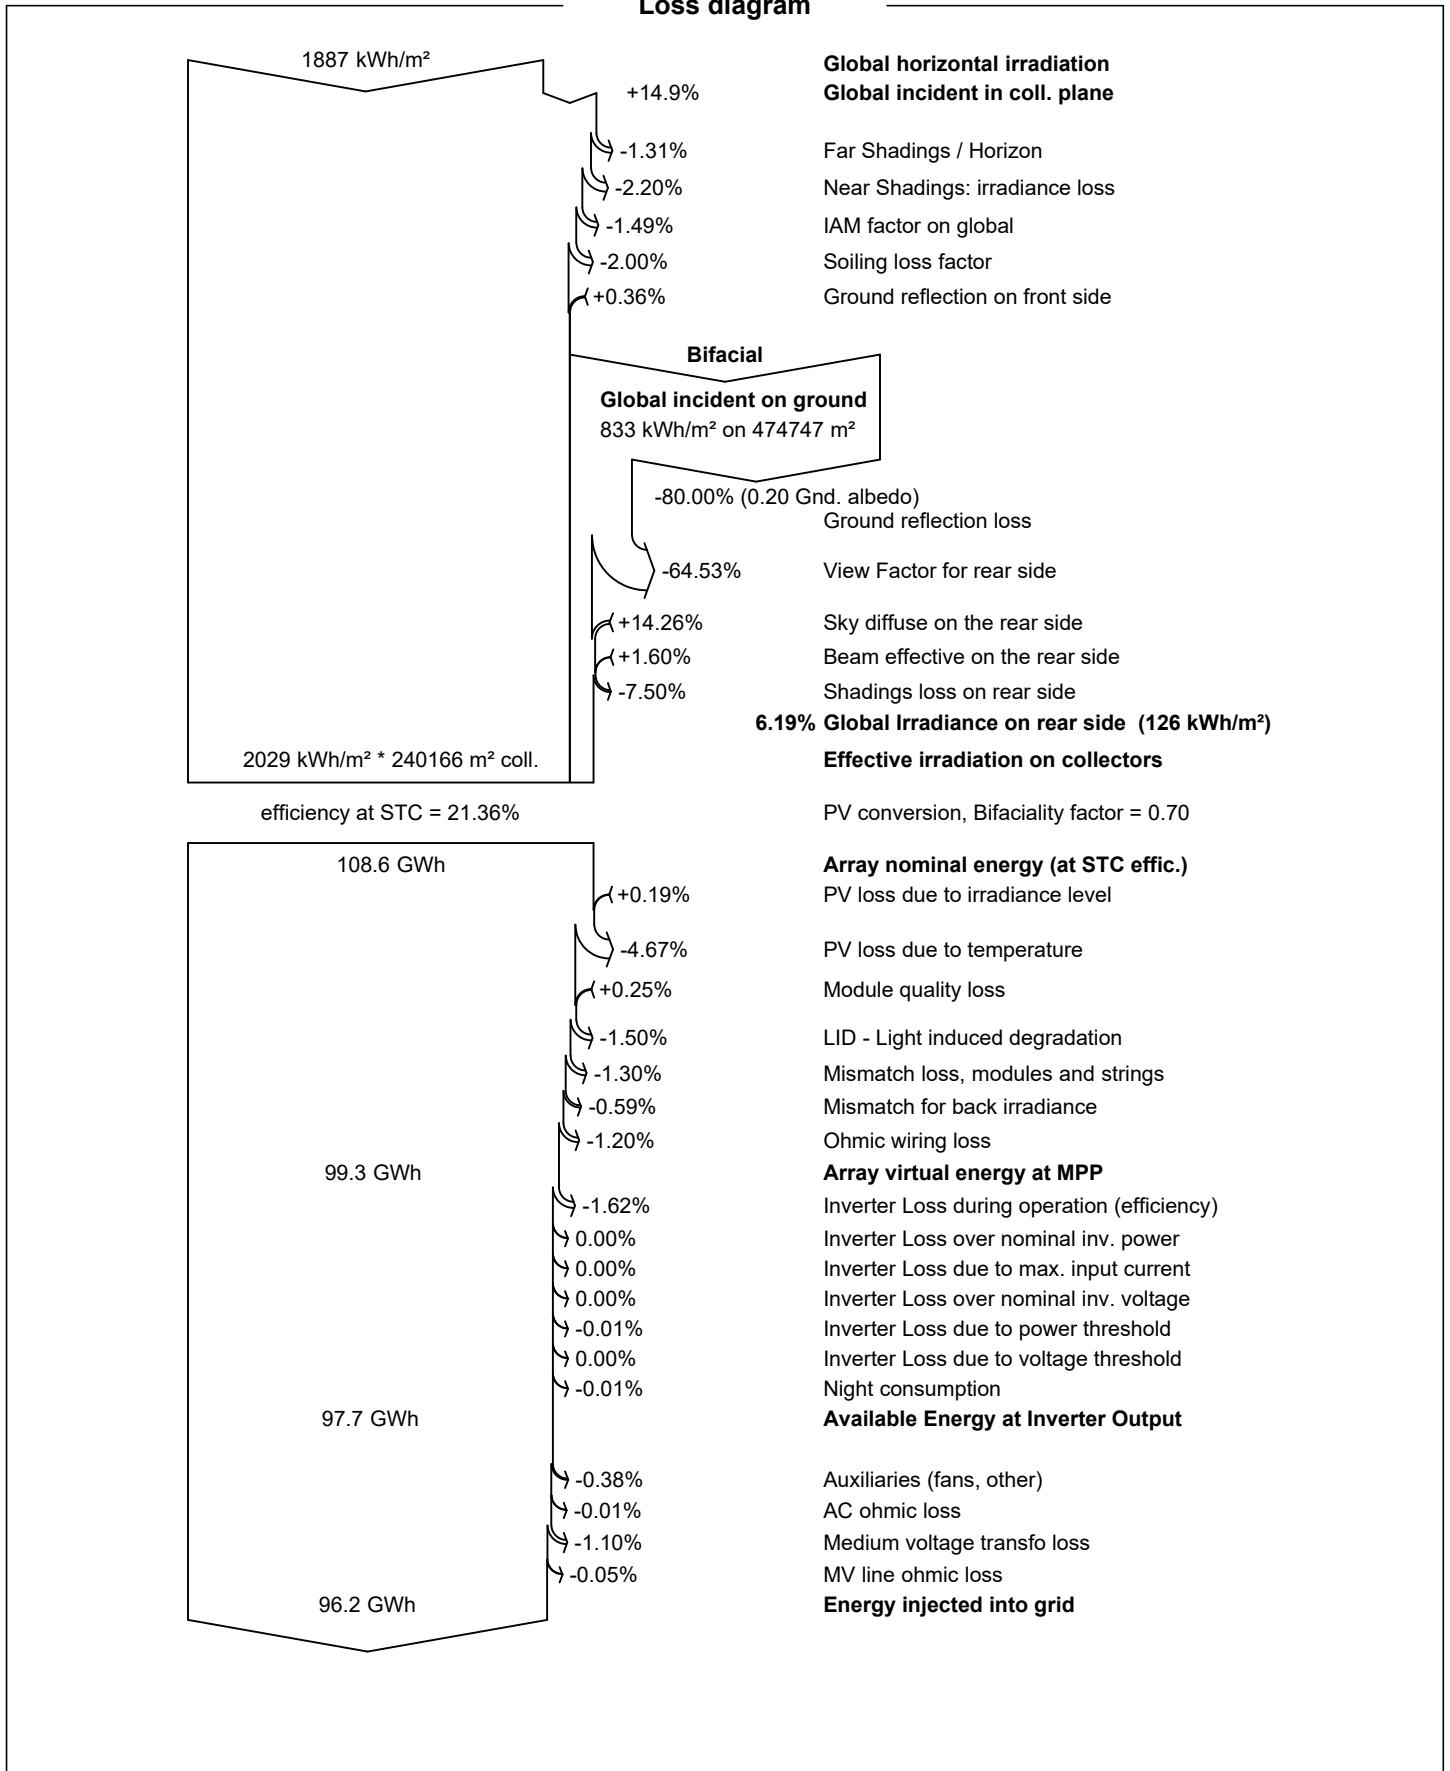 Loss diagram
1887 kWh/m² Global horizontal irradiation
+14.9% Global incident in coll. plane
-1.31% Far Shadings / Horizon
-2.20% Near Shadings: irradiance loss
-1.49% IAM factor on global
-2.00% Soiling loss factor
+0.36% Ground reflection on front side
Bifacial
Global incident on ground
833 kWh/m² on 474747 m²
-80.00% (0.20 Gnd. albedo)
Ground reflection loss
-64.53% View Factor for rear side
+14.26% Sky diffuse on the rear side
+1.60% Beam effective on the rear side
-7.50% Shadings loss on rear side
6.19% Global Irradiance on rear side (126 kWh/m²)
2029 kWh/m² * 240166 m² coll. Effective irradiation on collectors
efficiency at STC = 21.36% PV conversion, Bifaciality factor = 0.70
108.6 GWh Array nominal energy (at STC effic.)
+0.19% PV loss due to irradiance level
-4.67% PV loss due to temperature
+0.25% Module quality loss
-1.50% LID - Light induced degradation
-1.30% Mismatch loss, modules and strings
-0.59% Mismatch for back irradiance
-1.20% Ohmic wiring loss
99.3 GWh Array virtual energy at MPP
-1.62% Inverter Loss during operation (efficiency)
0.00% Inverter Loss over nominal inv. power
0.00% Inverter Loss due to max. input current
0.00% Inverter Loss over nominal inv. voltage
-0.01% Inverter Loss due to power threshold
0.00% Inverter Loss due to voltage threshold
-0.01% Night consumption
97.7 GWh Available Energy at Inverter Output
-0.38% Auxiliaries (fans, other)
-0.01% AC ohmic loss
-1.10% Medium voltage transfo loss
-0.05% MV line ohmic loss
96.2 GWh Energy injected into grid